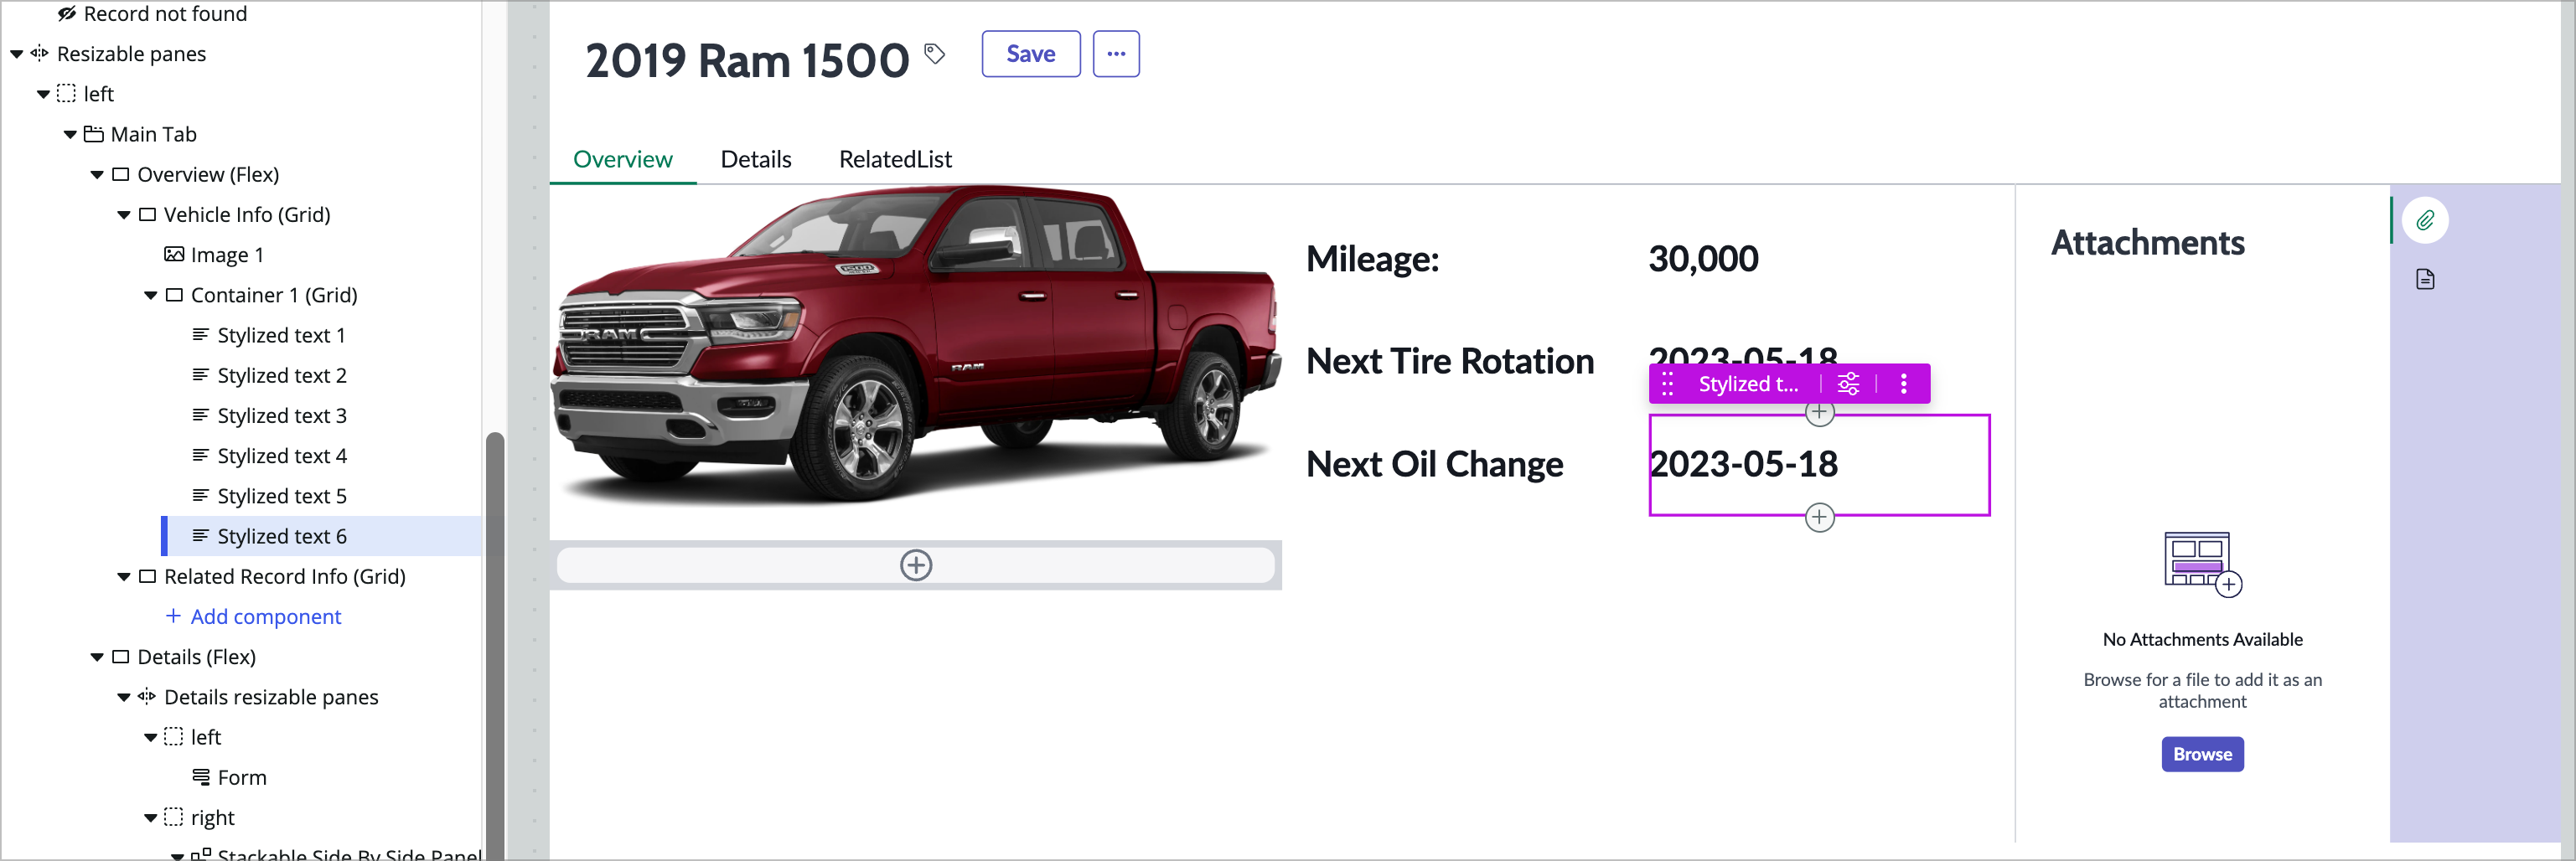 Record not found
Resizable panes
left
Main Tab
Overview (Flex)
Vehicle Info (Grid)
Image 1
Container 1 (Grid)
Stylized text 1
Stylized text 2
Stylized text 3
Stylized text 4
Stylized text 5
Stylized text 6
Related Record Info (Grid)
+ Add component
Details (Flex)
Details resizable panes
left
Form
right
Stackable Side By Side Panel
2019 Ram 1500
Save
Overview Details RelatedList
1500
RAM
RAM
Mileage: 30,000
Next Tire Rotation 2023-05-18
Stylized t...
Next Oil Change 2023-05-18
Attachments
No Attachments Available
Browse for a file to add it as an
attachment
Browse